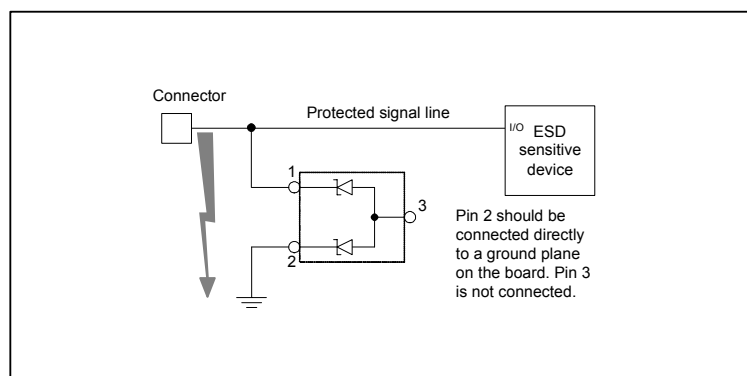 Connector
Protected signal line
I/O
ESD
sensitive
device
1
3
2
Pin 2 should be
connected directly
to a ground plane
on the board. Pin 3
is not connected.